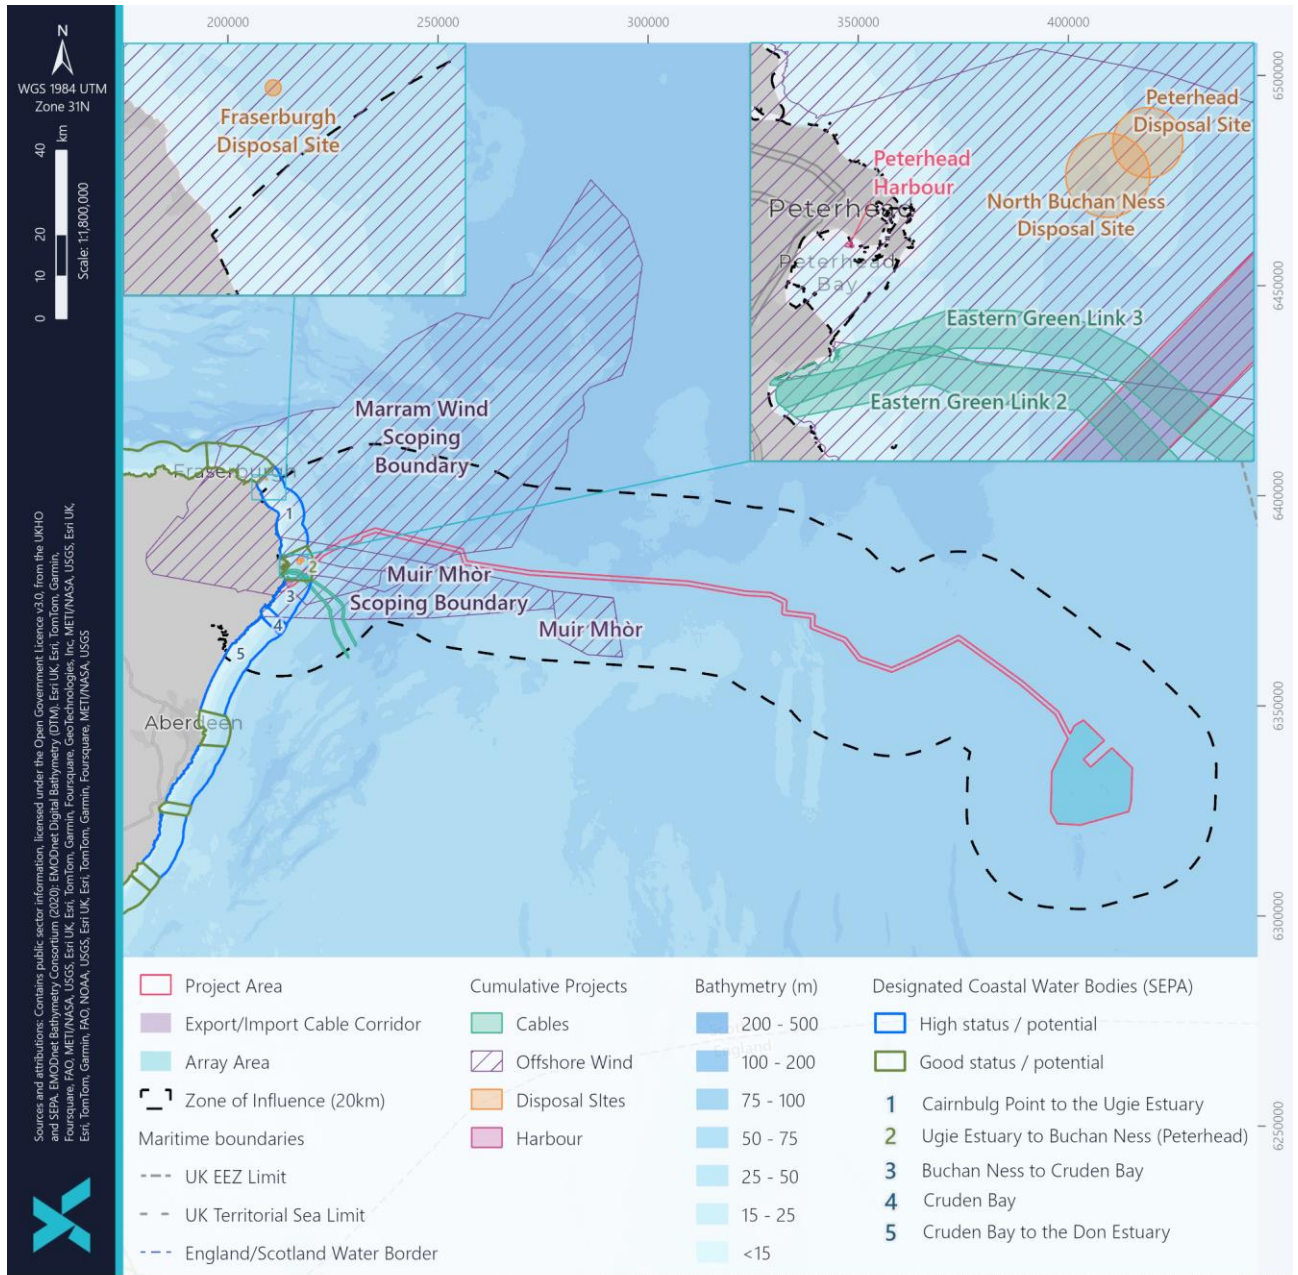 200000
250000
300000
350000
400000
N
WGS 1984 UTM
Zone 31N
km
40
20
10
0
Scale: 1:1,800,000
6500000
6450000
6400000
6350000
6300000
6250000
Fraserburgh
Disposal Site
Peterhead
Disposal Site
Peterhead
Harbour
Peterhead
North Buchan Ness
Disposal Site
Peterhead
Bay
Eastern Green Link 3
Eastern Green Link 2
Marram Wind
Scoping
Boundary
Fraserburgh
1
2
Muir Mhòr
Scoping Boundary
3
Muir Mhòr
4
5
Aberdeen
Sources and attributions: Contains public sector information, licensed under the Open Government Licence v3.0, from the UKHO
and SEPA. EMODnet Bathymetry Consortium (2020): EMODnet Digital Bathymetry (DTM). Esri UK, Esri, TomTom, Garmin,
Foursquare, FAO, METI/NASA, USGS, Esri UK, Esri, TomTom, Garmin, Foursquare, GeoTechnologies, Inc, METI/NASA, USGS, Esri UK,
Esri, TomTom, Garmin, FAO, NOAA, USGS, Esri UK, Esri, TomTom, Garmin, Foursquare, METI/NASA, USGS
Project Area
Export/Import Cable Corridor
Array Area
Zone of Influence (20km)
Maritime boundaries
UK EEZ Limit
UK Territorial Sea Limit
England/Scotland Water Border
Cumulative Projects
Cables
Offshore Wind
Disposal SItes
Harbour
Bathymetry (m)
200 - 500
100 - 200
75 - 100
50 - 75
25 - 50
15 - 25
<15
England
Designated Coastal Water Bodies (SEPA)
High status / potential
Good status / potential
1 Cairnbulg Point to the Ugie Estuary
2 Ugie Estuary to Buchan Ness (Peterhead)
3 Buchan Ness to Cruden Bay
4 Cruden Bay
5 Cruden Bay to the Don Estuary